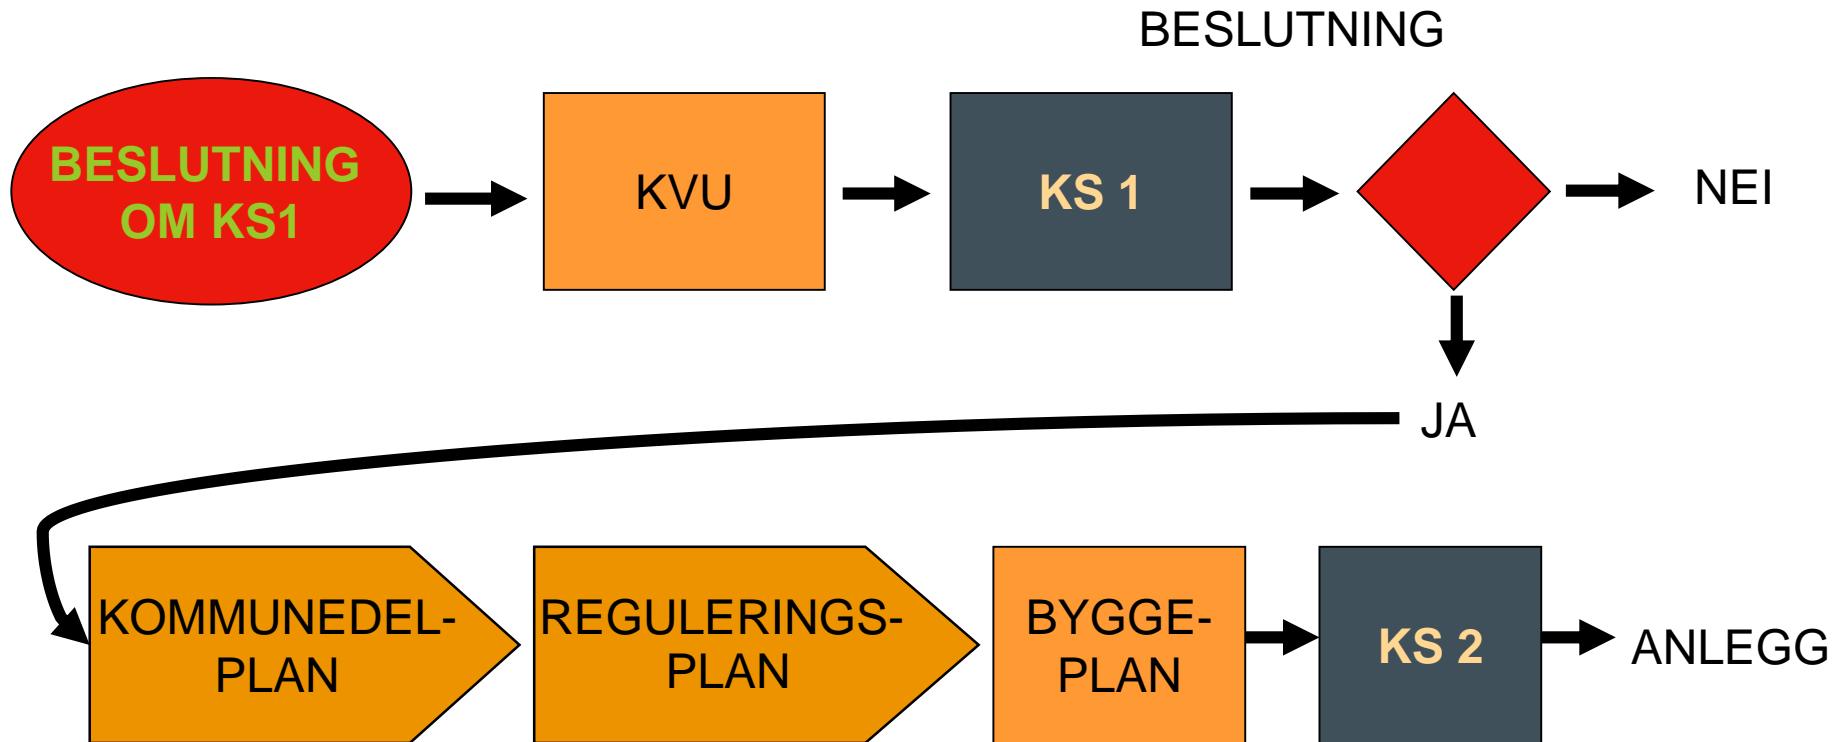 BESLUTNING
BESLUTNING
OM KS1
KVU
KS 1
NEI
JA
KOMMUNEDEL-
PLAN
REGULERINGS-
PLAN
BYGGE-
PLAN
KS 2
ANLEGG